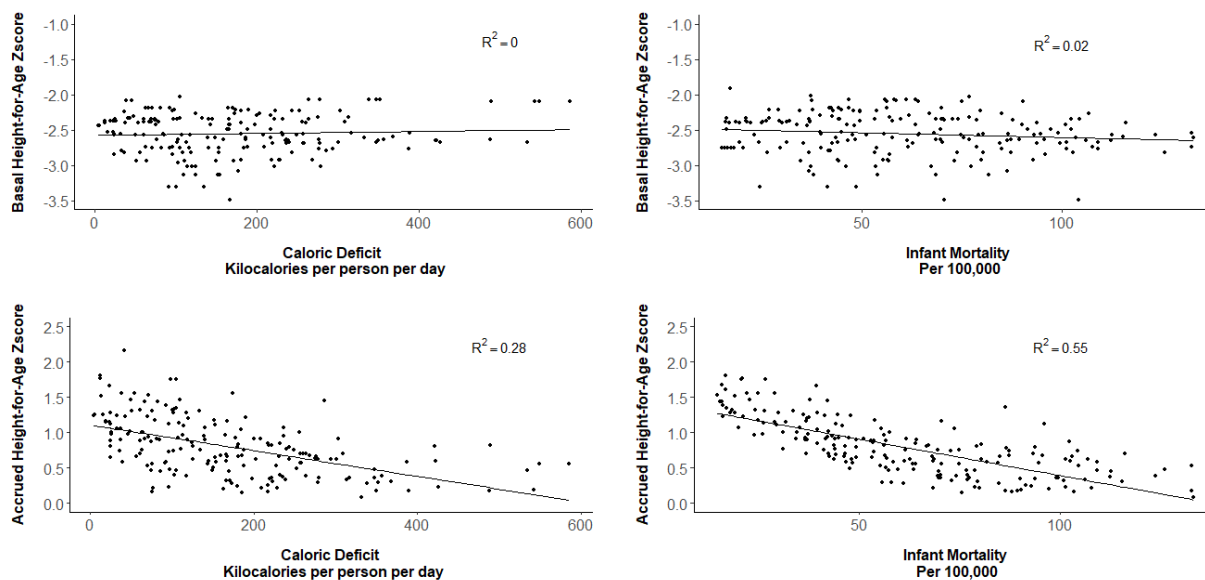 Basal Height-for-Age Zscore
-1.0
-1.5
-2.0
-2.5
-3.0
-3.5
R² = 0
0 200 400 600
Caloric Deficit
Kilocalories per person per day
Basal Height-for-Age Zscore
-1.0
-1.5
-2.0
-2.5
-3.0
-3.5
R² = 0.02
50 100
Infant Mortality
Per 100,000
Accrued Height-for-Age Zscore
2.5
2.0
1.5
1.0
0.5
0.0
R² = 0.28
0 200 400 600
Caloric Deficit
Kilocalories per person per day
Accrued Height-for-Age Zscore
2.5
2.0
1.5
1.0
0.5
0.0
R² = 0.55
50 100
Infant Mortality
Per 100,000